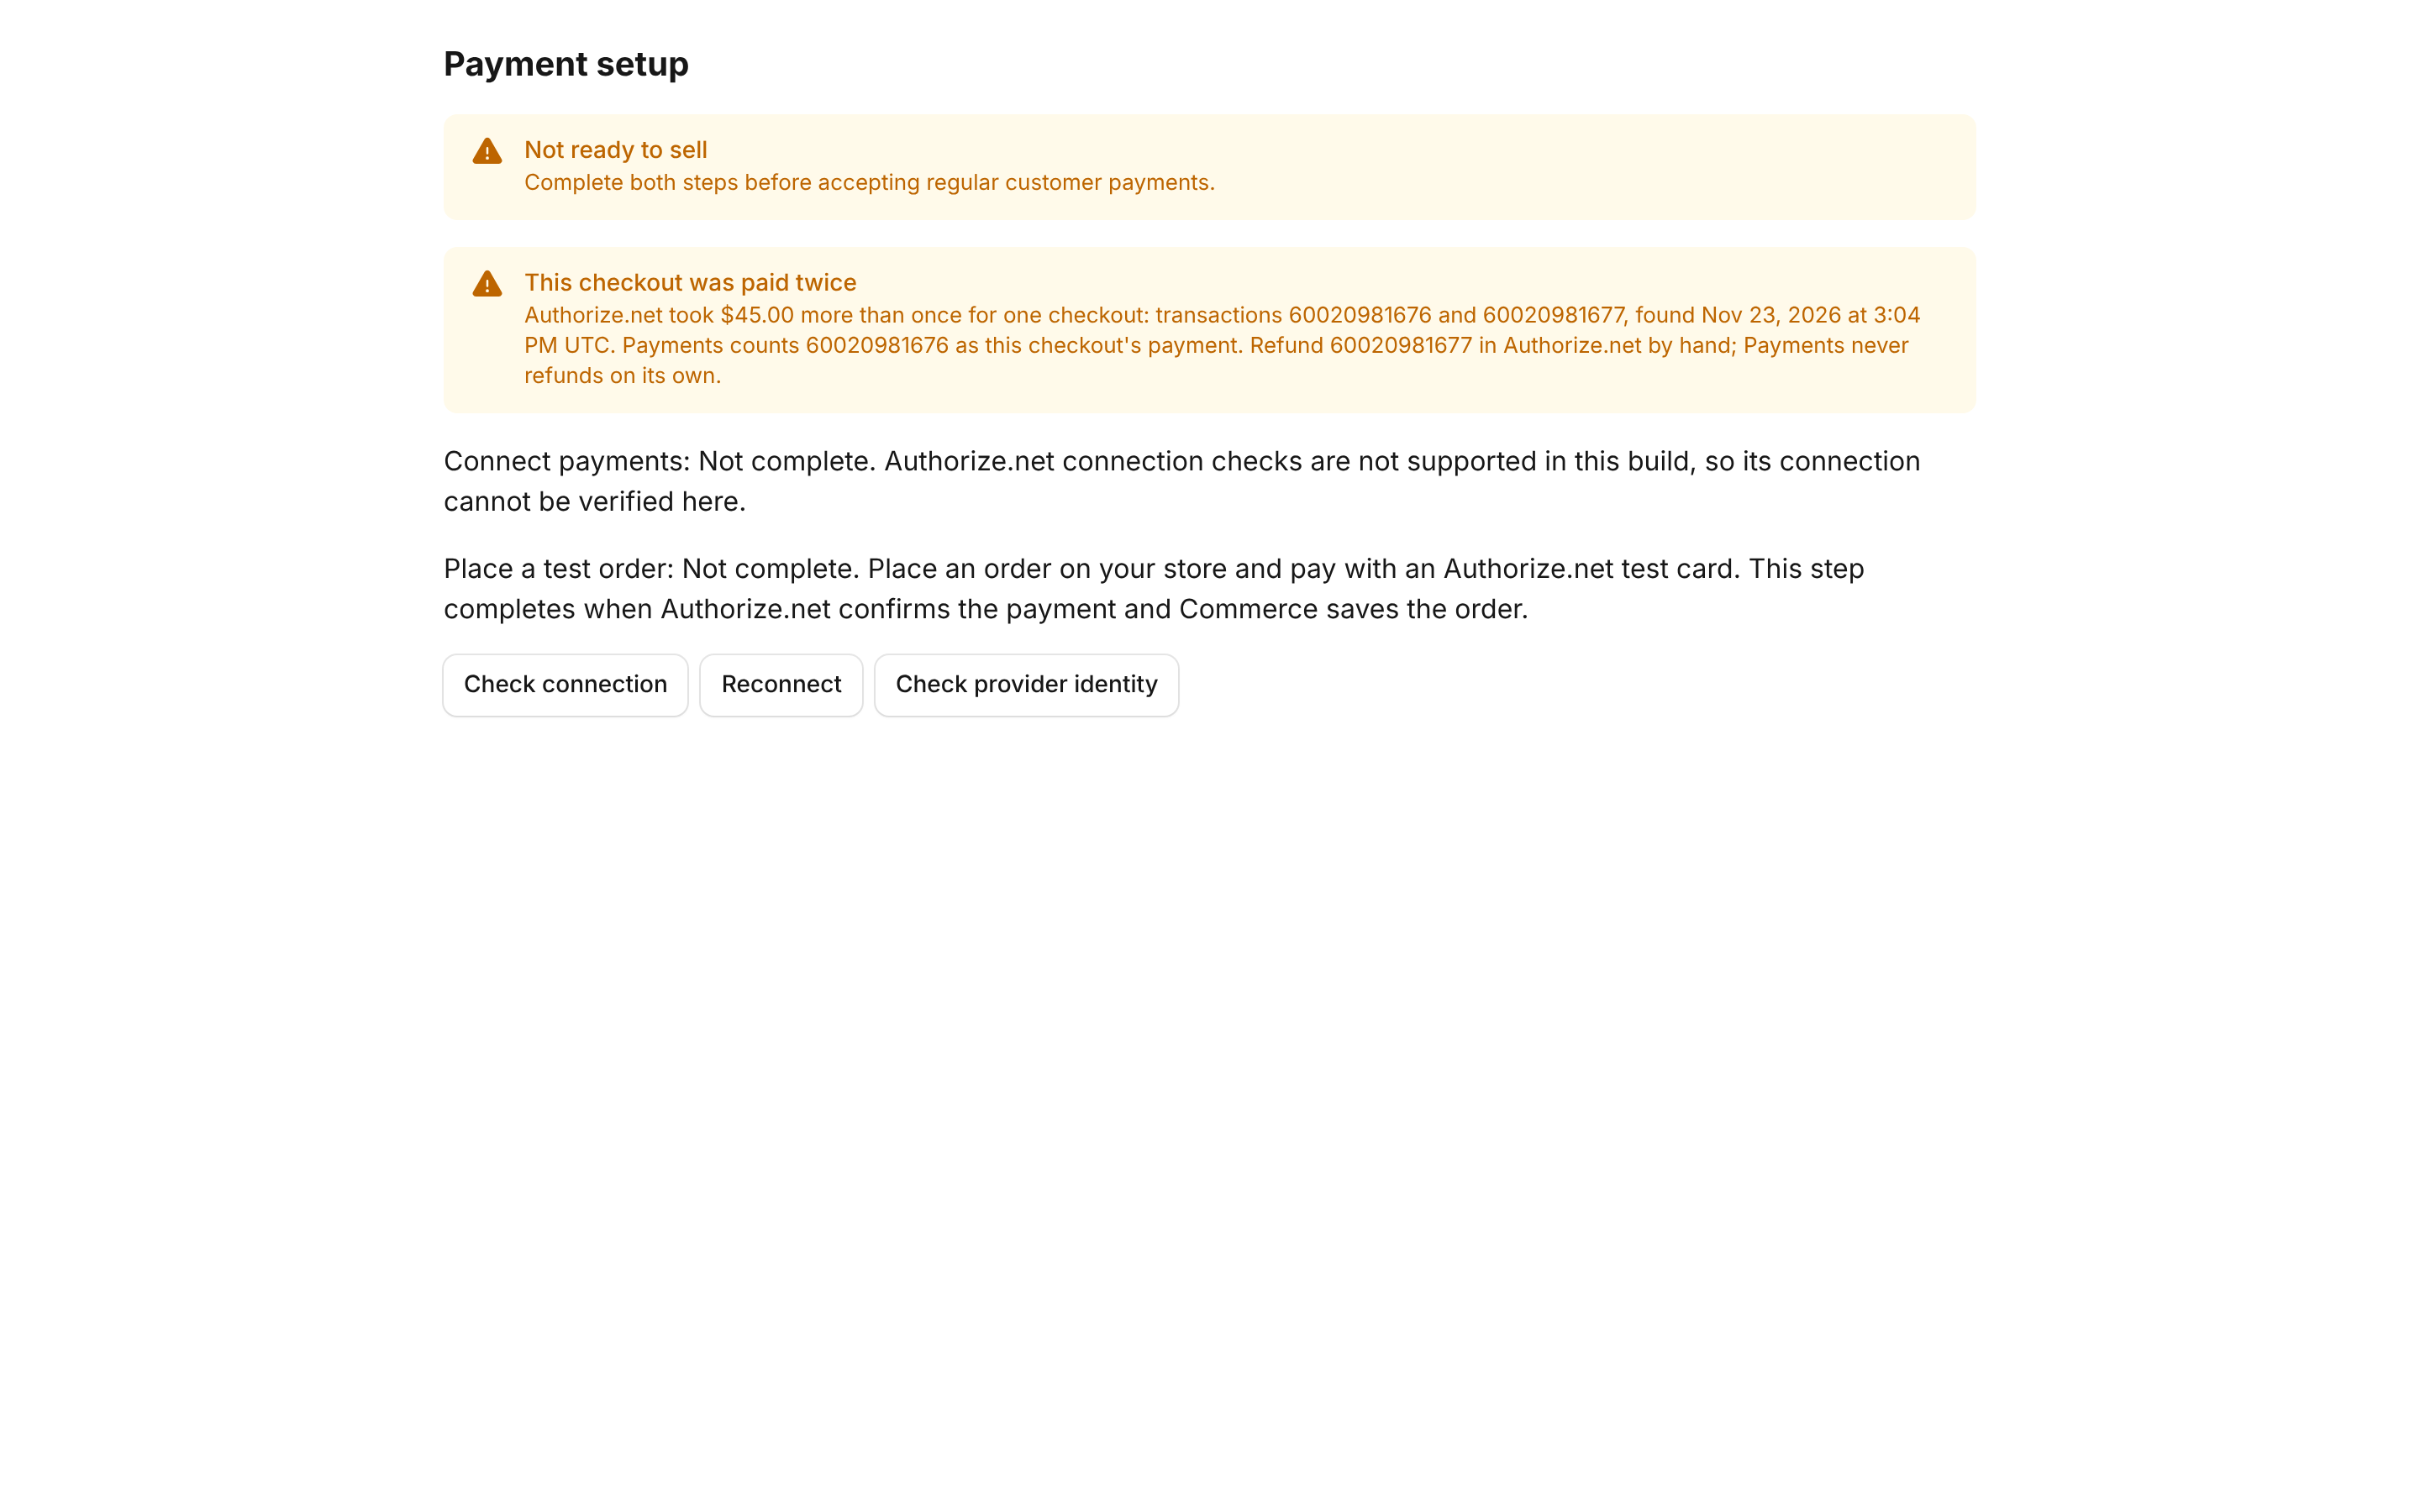 Payment setup
Not ready to sell
Complete both steps before accepting regular customer payments.
This checkout was paid twice
Authorize.net took $45.00 more than once for one checkout: transactions 60020981676 and 60020981677, found Nov 23, 2026 at 3:04
PM UTC. Payments counts 60020981676 as this checkout's payment. Refund 60020981677 in Authorize.net by hand; Payments never
refunds on its own.
Connect payments: Not complete. Authorize.net connection checks are not supported in this build, so its connection
cannot be verified here.
Place a test order: Not complete. Place an order on your store and pay with an Authorize.net test card. This step
completes when Authorize.net confirms the payment and Commerce saves the order.
Check connection
Reconnect
Check provider identity